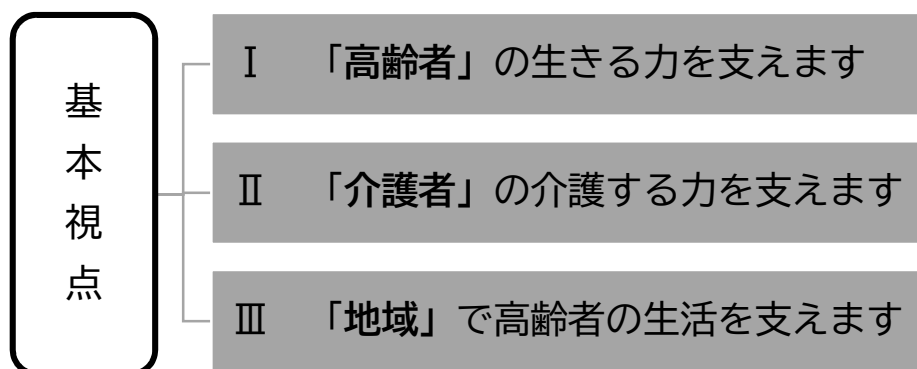 基本視点
Ⅰ 「高齢者」の生きる力を支えます
Ⅱ 「介護者」の介護する力を支えます
Ⅲ 「地域」で高齢者の生活を支えます